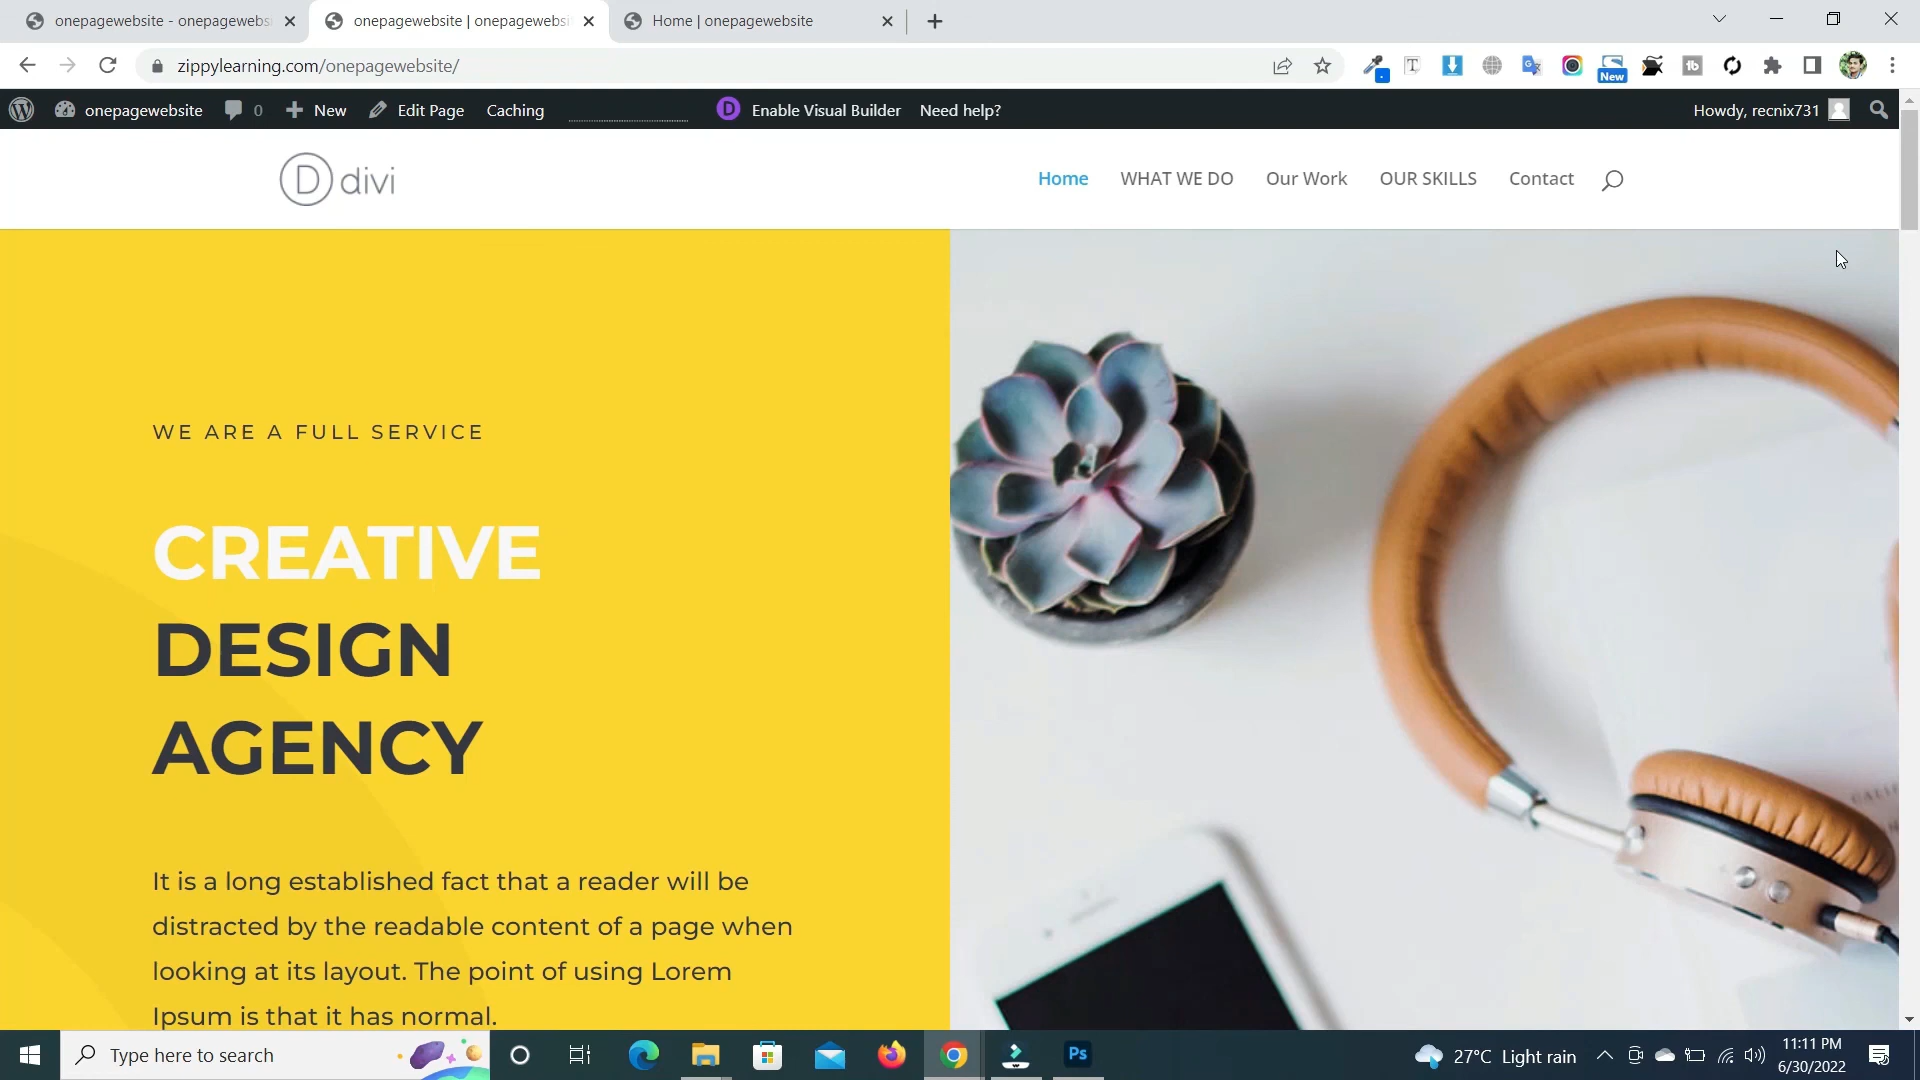 onepagewebsite - onepagewebs
onepagewebsite | onepagewebsi
Home | onepagewebsite
zippylearning.com/onepagewebsite/
New
onepagewebsite
0
New
Edit Page
Caching
D
Enable Visual Builder
Need help?
Howdy, recnix731
D divi
Home
WHAT WE DO
Our Work
OUR SKILLS
Contact
WE ARE A FULL SERVICE
CREATIVE
DESIGN
AGENCY
It is a long established fact that a reader will be
distracted by the readable content of a page when
looking at its layout. The point of using Lorem
Ipsum is that it has normal.
Type here to search
Ps
27°C Light rain
11:11 PM
6/30/2022